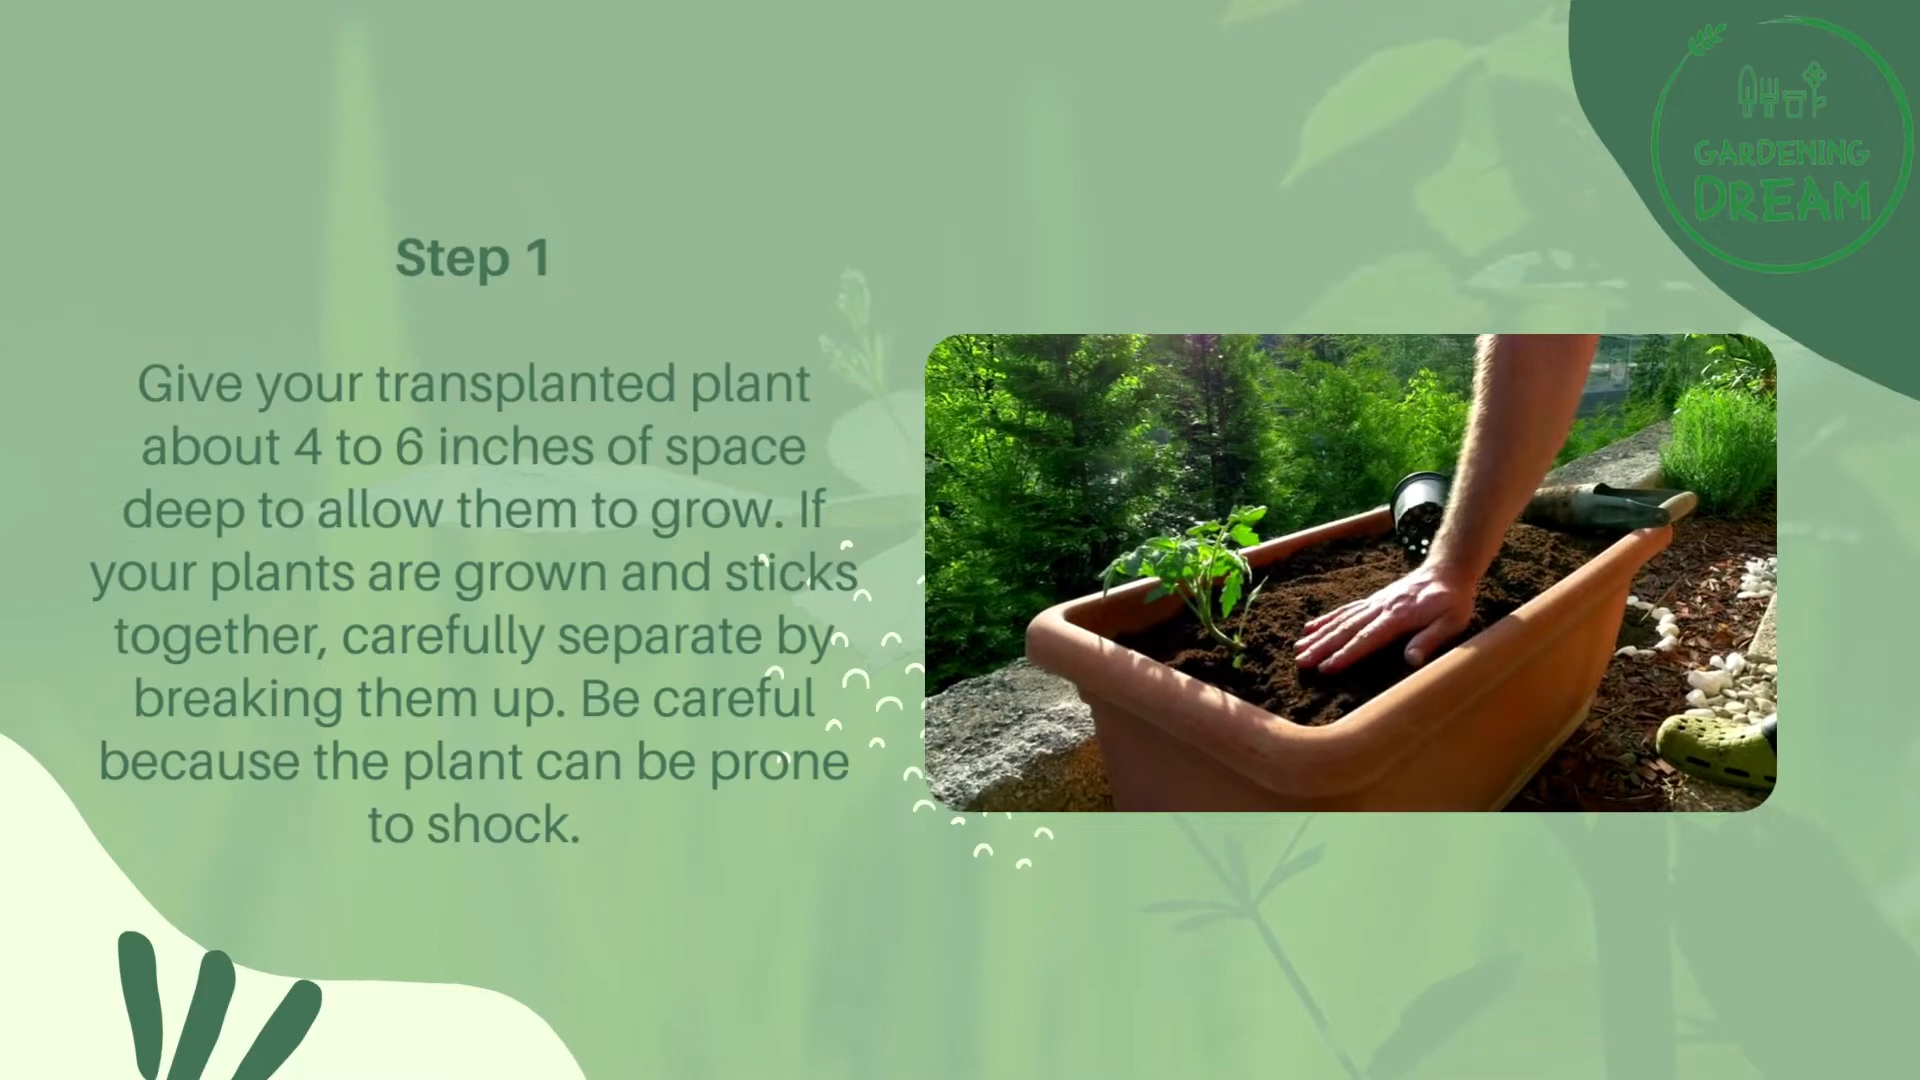 GARDENING
DREAM
Step 1
Give your transplanted plant
about 4 to 6 inches of space
deep to allow them to grow. If
your plants are grown and sticks
together, carefully separate by
breaking them up. Be careful
because the plant can be prone
to shock.